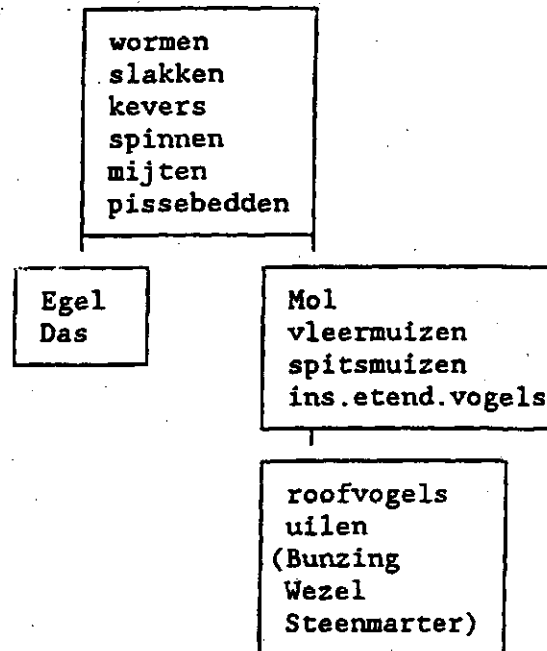 wormen
slakken
kevers
spinnen
mijten
pissebedden
Egel
Das
Mol
vleermuizen
spitsmuizen
ins.etend.vogels
roofvogels
uilen
(Bunzing
Wezel
Steenmarter)